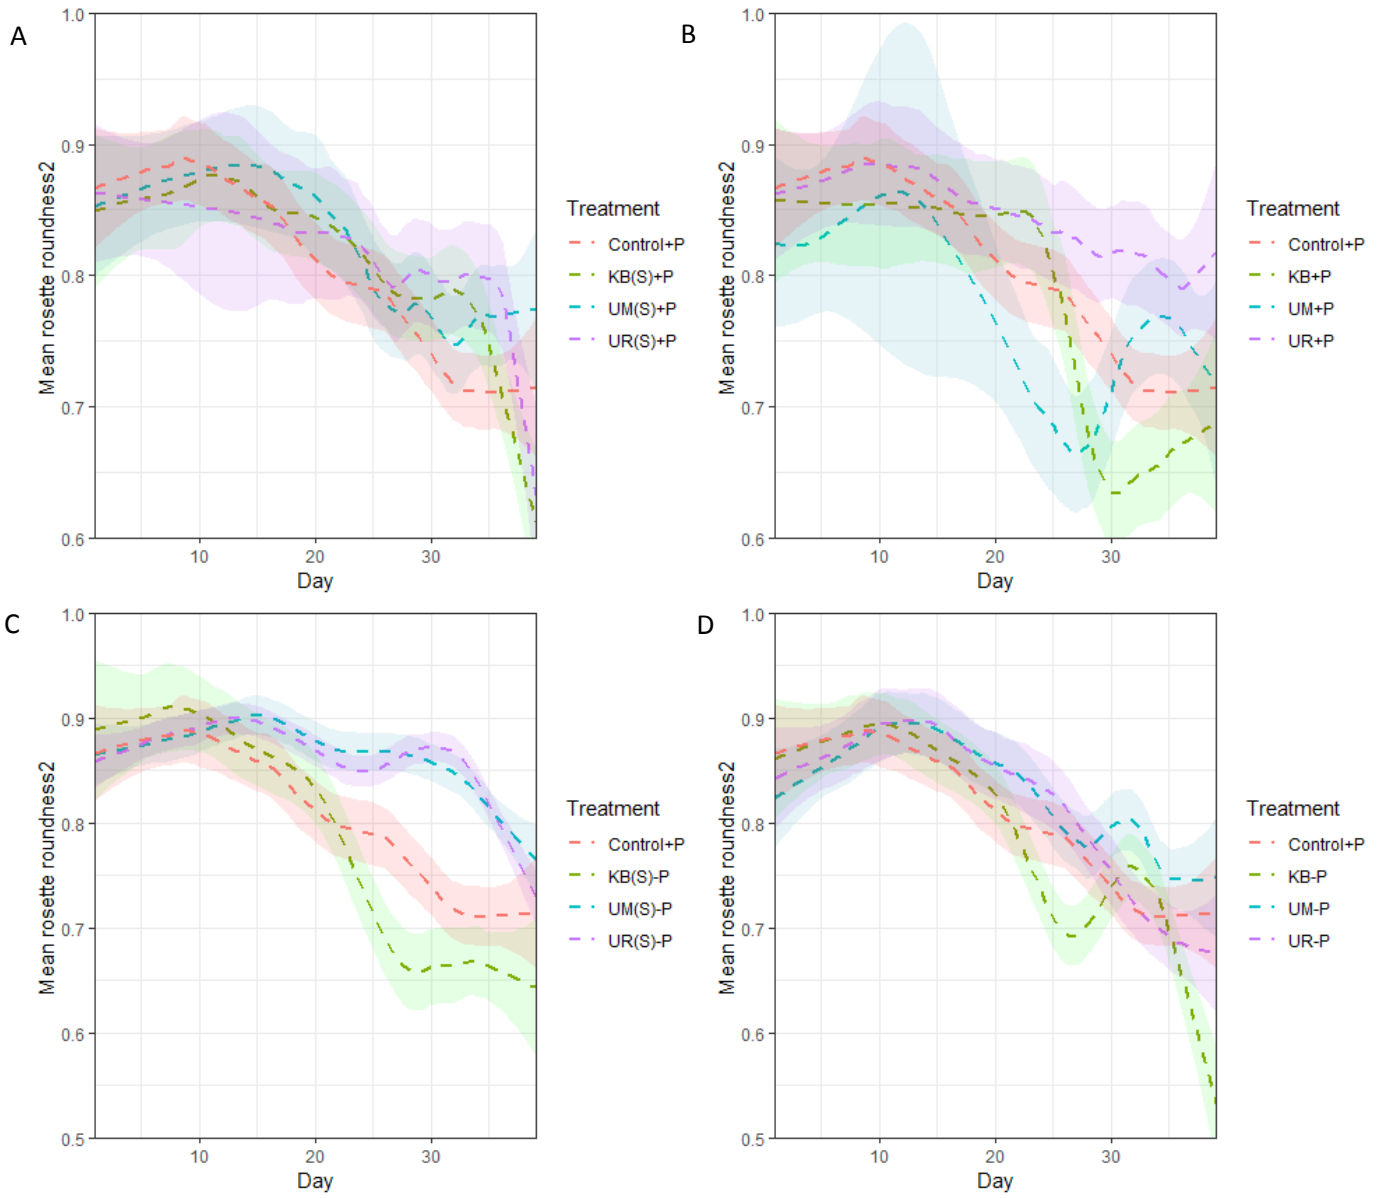 A
Mean rosette roundness2
1.0
0.9
0.8
0.7
0.6
10 20 30
Day
Treatment
Control+P
KB(S)+P
UM(S)+P
UR(S)+P
B
Mean rosette roundness2
1.0
0.9
0.8
0.7
0.6
10 20 30
Day
Treatment
Control+P
KB+P
UM+P
UR+P
C
Mean rosette roundness2
1.0
0.9
0.8
0.7
0.6
0.5
10 20 30
Day
Treatment
Control+P
KB(S)-P
UM(S)-P
UR(S)-P
D
Mean rosette roundness2
1.0
0.9
0.8
0.7
0.6
0.5
10 20 30
Day
Treatment
Control+P
KB-P
UM-P
UR-P